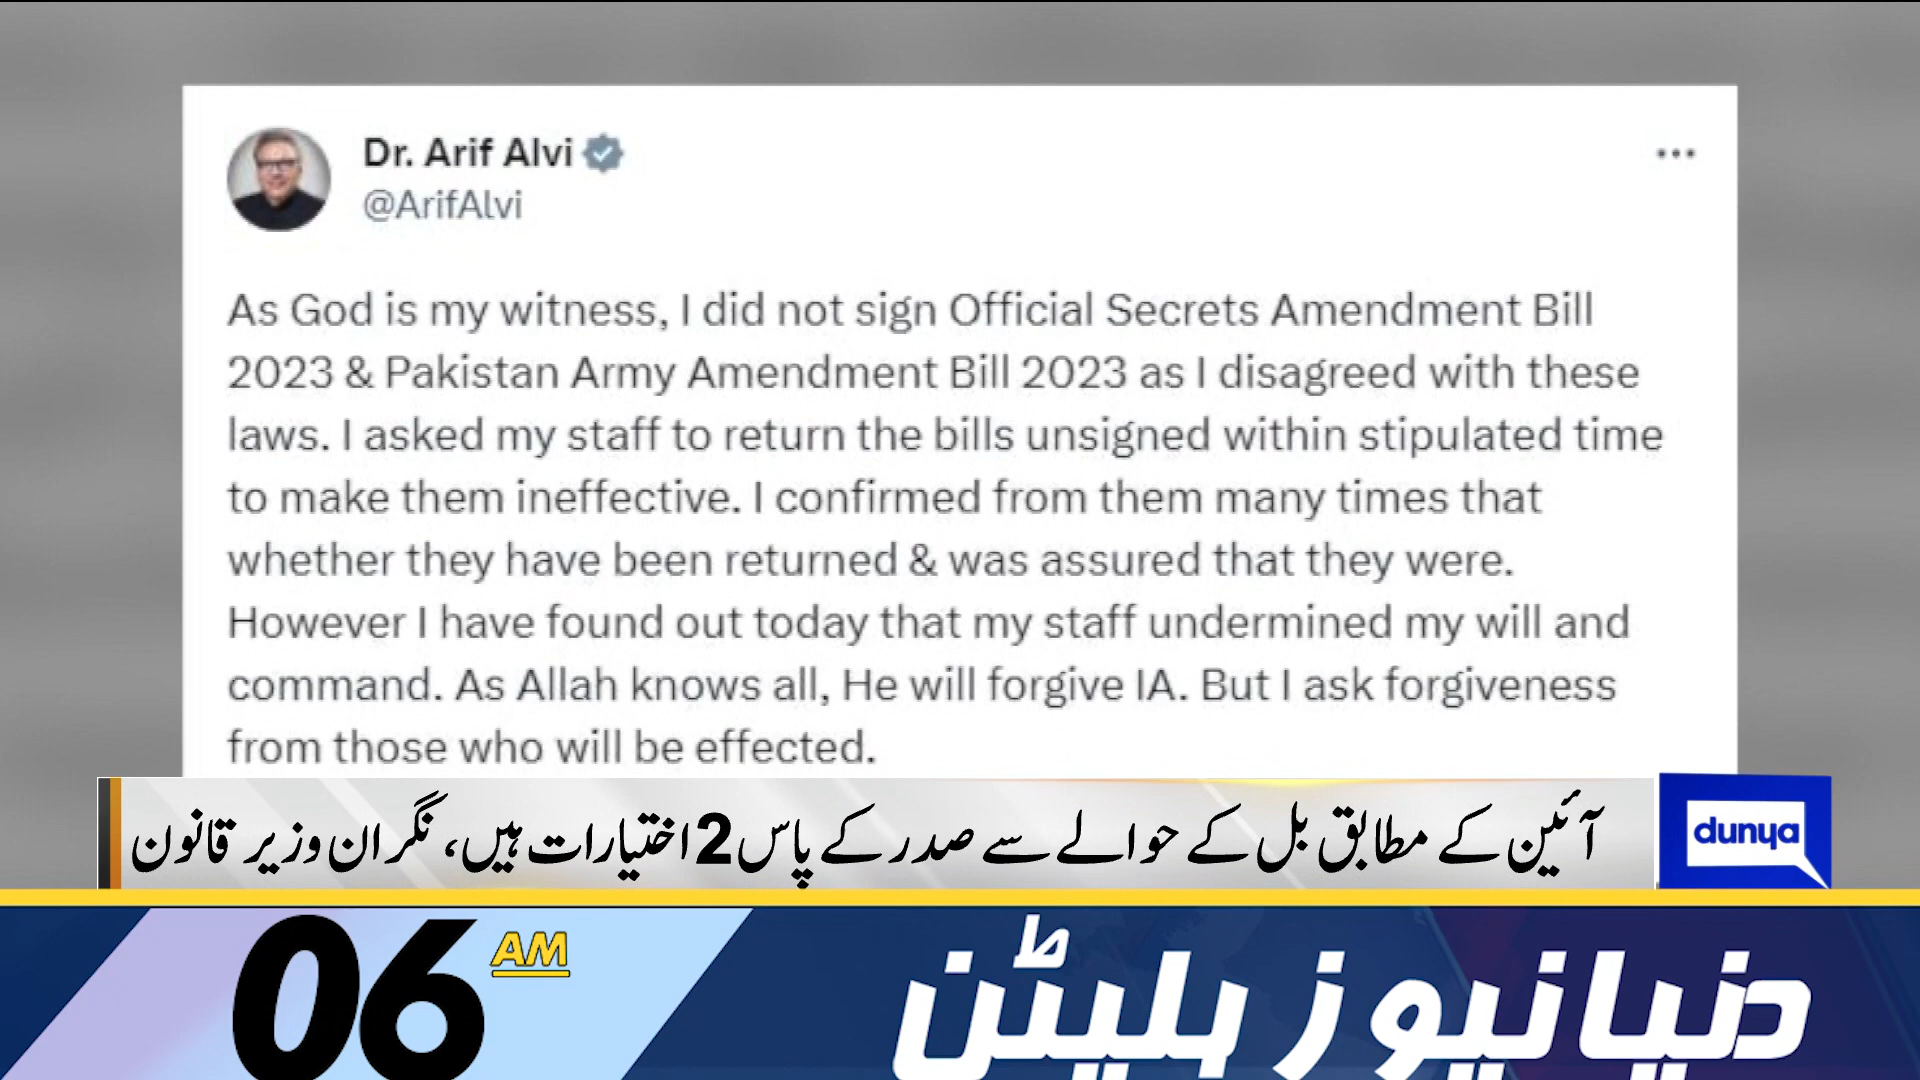 Dr. Arif Alvi
@ArifAlvi
As God is my witness, I did not sign Official Secrets Amendment Bill
2023 & Pakistan Army Amendment Bill 2023 as I disagreed with these
laws. I asked my staff to return the bills unsigned within stipulated time
to make them ineffective. I confirmed from them many times that
whether they have been returned & was assured that they were.
However I have found out today that my staff undermined my will and
command. As Allah knows all, He will forgive IA. But I ask forgiveness
from those who will be effected.
آئین کے مطابق بل کے حوالے سے صدر کے پاس 2 اختیارات ہیں، نگران وزیر قانون
dunya
06 AM
دنیا نیوز بلیٹن